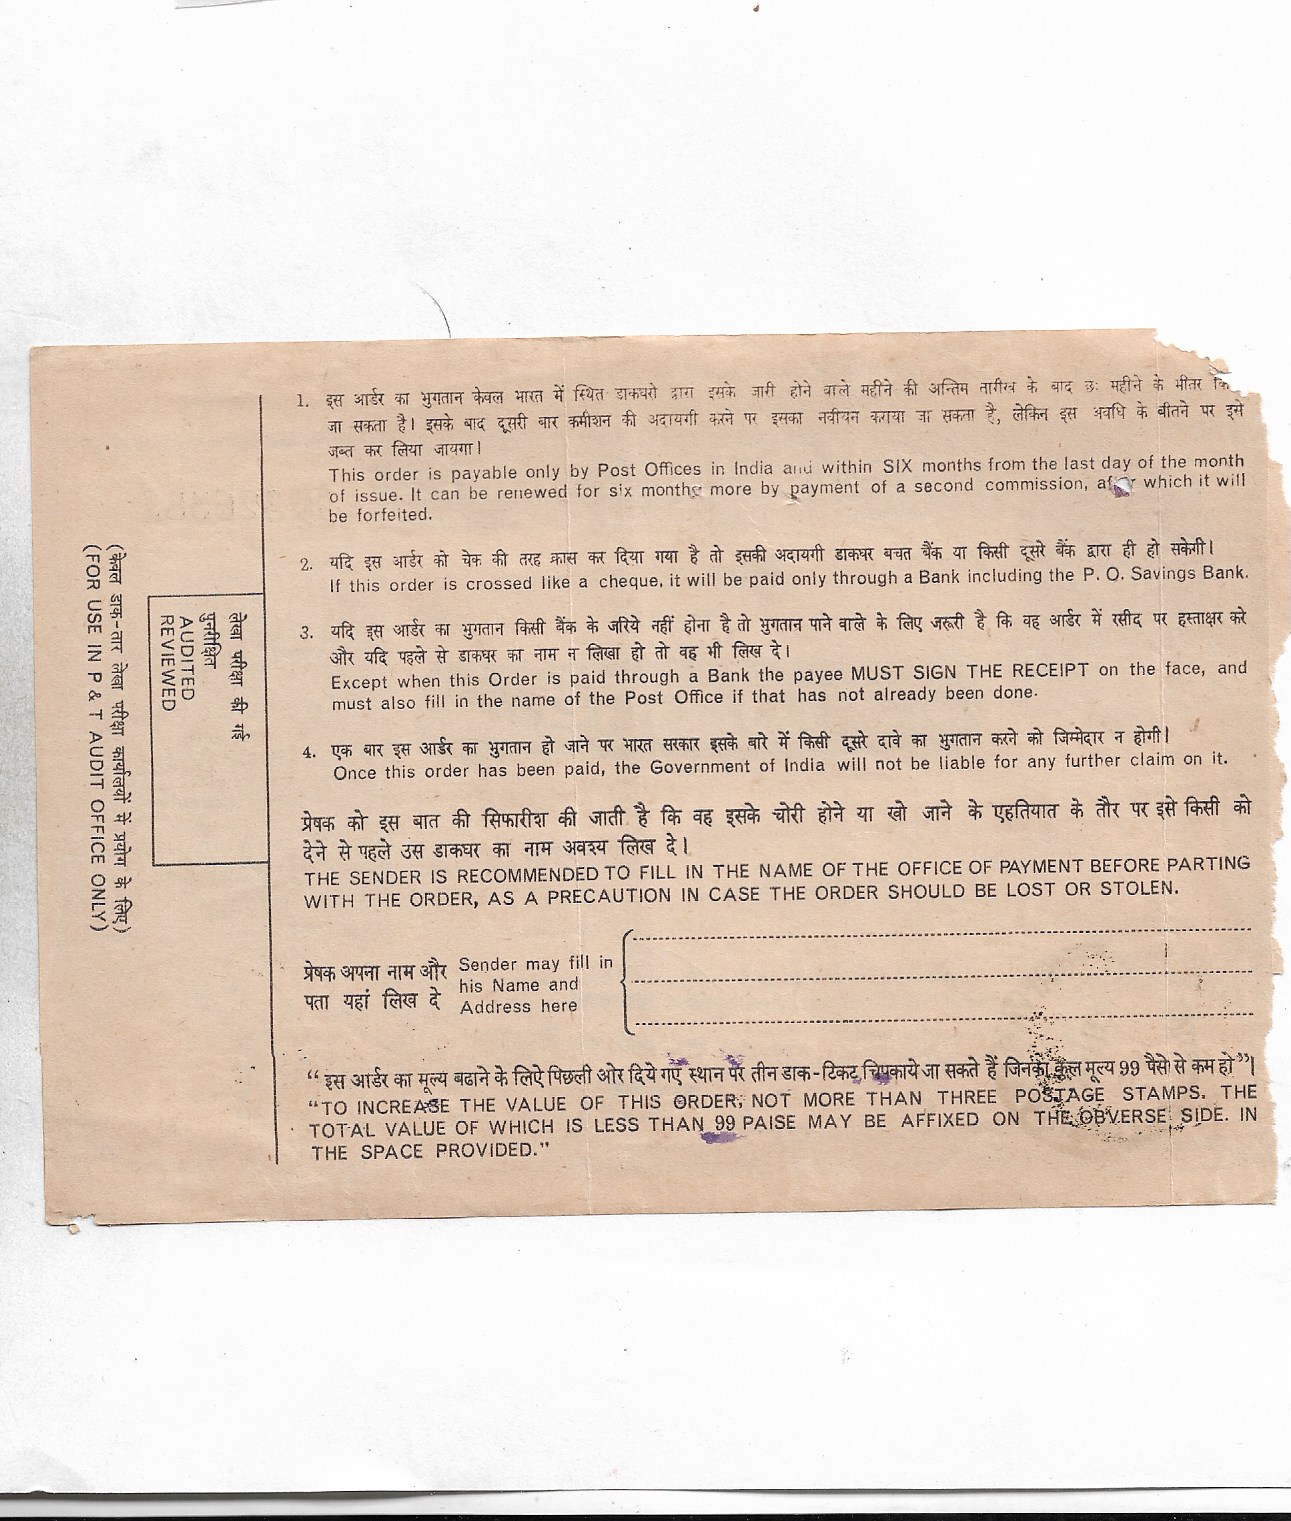 1. इस आर्डर का भुगतान केवल भारत में स्थित डाकघरो द्वारा इसके जारी होने वाले महीने की अन्तिम तारीख के बाद छः महीने के भीतर
जा सकता है। इसके बाद दूसरी बार कमीशन की अदायगी करने पर इसका नवीयन कराया जा सकता है, लेकिन इस अवधि के बीतने पर इसे
जब्त कर लिया जायगा।
This order is payable only by Post Offices in India and within SIX months from the last day of the month
of issue. It can be renewed for six months more by payment of a second commission, after which it will
be forfeited.
2. यदि इस आर्डर को चेक की तरह क्रास कर दिया गया है तो इसकी अदायगी डाकघर बचत बैंक या किसी दूसरे बैंक द्वारा ही हो सकेगी।
If this order is crossed like a cheque, it will be paid only through a Bank including the P. O. Savings Bank.
3. यदि इस आर्डर का भुगतान किसी बैंक के जरिये नहीं होना है तो भुगतान पाने वाले के लिए जरूरी है कि वह आर्डर में रसीद पर हस्ताक्षर करे
और यदि पहले से डाकघर का नाम न लिखा हो तो वह भी लिख दे।
Except when this Order is paid through a Bank the payee MUST SIGN THE RECEIPT on the face, and
must also fill in the name of the Post Office if that has not already been done.
4. एक बार इस आर्डर का भुगतान हो जाने पर भारत सरकार इसके बारे में किसी दूसरे दावे का भुगतान करने को जिम्मेदार न होगी।
Once this order has been paid, the Government of India will not be liable for any further claim on it.
प्रेषक को इस बात की सिफारीश की जाती है कि वह इसके चोरी होने या खो जाने के एहतियात के तौर पर इसे किसी को
देने से पहले उस डाकघर का नाम अवश्य लिख दे।
THE SENDER IS RECOMMENDED TO FILL IN THE NAME OF THE OFFICE OF PAYMENT BEFORE PARTING
WITH THE ORDER, AS A PRECAUTION IN CASE THE ORDER SHOULD BE LOST OR STOLEN.
प्रेषक अपना नाम और
पता यहां लिख दे
Sender may fill in
his Name and
Address here
“इस आर्डर का मूल्य बढाने के लिऐ पिछली ओर दिये गए स्थान पर तीन डाक-टिकट चिपकाये जा सकते हैं जिनका कुल मूल्य 99 पैसे से कम हो”।
“TO INCREASE THE VALUE OF THIS ORDER, NOT MORE THAN THREE POSTAGE STAMPS. THE
TOTAL VALUE OF WHICH IS LESS THAN 99 PAISE MAY BE AFFIXED ON THE OBVERSE SIDE. IN
THE SPACE PROVIDED.”
लेखा परीक्षा की गई
पुनरीक्षित
AUDITED
REVIEWED
(केवल डाक-तार लेखा परीक्षा कार्यालयों में प्रयोग के लिए)
(FOR USE IN P & T AUDIT OFFICE ONLY)